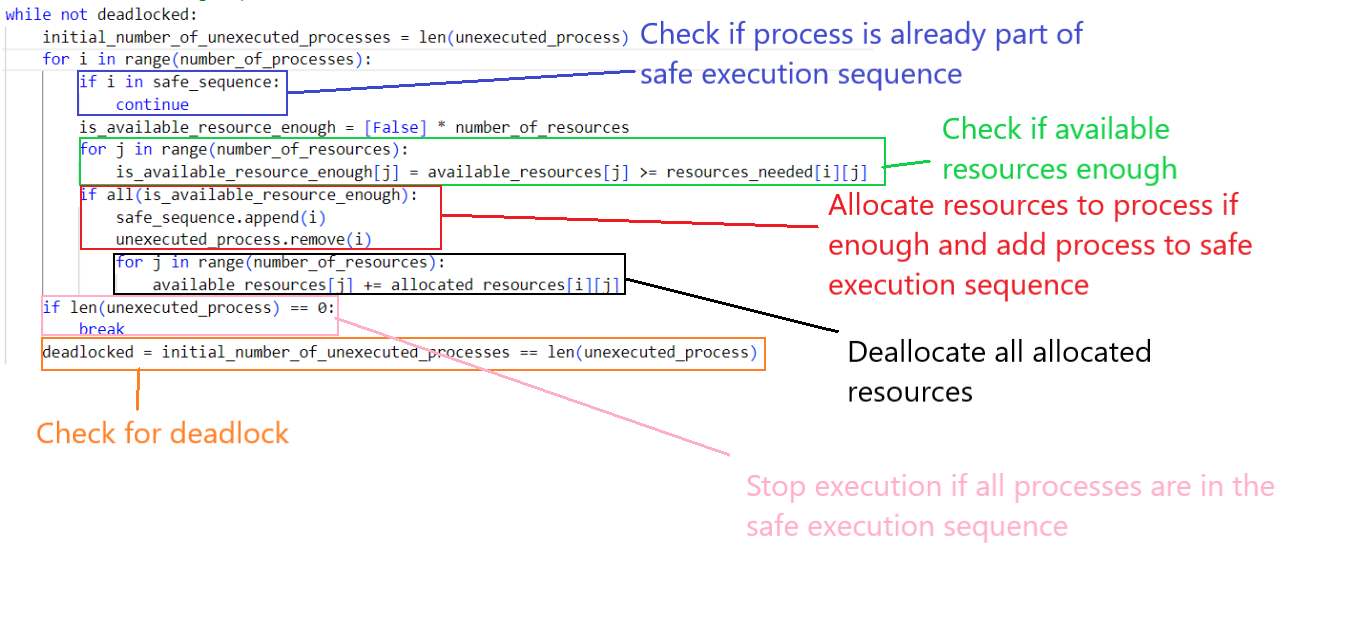 while not deadlocked:
initial_number_of_unexecuted_processes = len(unexecuted_process)
for i in range(number_of_processes):
if i in safe_sequence:
continue
is_available_resource_enough = [False] * number_of_resources
for j in range(number_of_resources):
is_available_resource_enough[j] = available_resources[j] >= resources_needed[i][j]
if all(is_available_resource_enough):
safe_sequence.append(i)
unexecuted_process.remove(i)
for j in range(number_of_resources):
available_resources[j] += allocated_resources[i][j]
if len(unexecuted_process) == 0:
break
deadlocked = initial_number_of_unexecuted_processes == len(unexecuted_process)
Check if process is already part of
safe execution sequence
Check if available
resources enough
Allocate resources to process if
enough and add process to safe
execution sequence
Deallocate all allocated
resources
Check for deadlock
Stop execution if all processes are in the
safe execution sequence